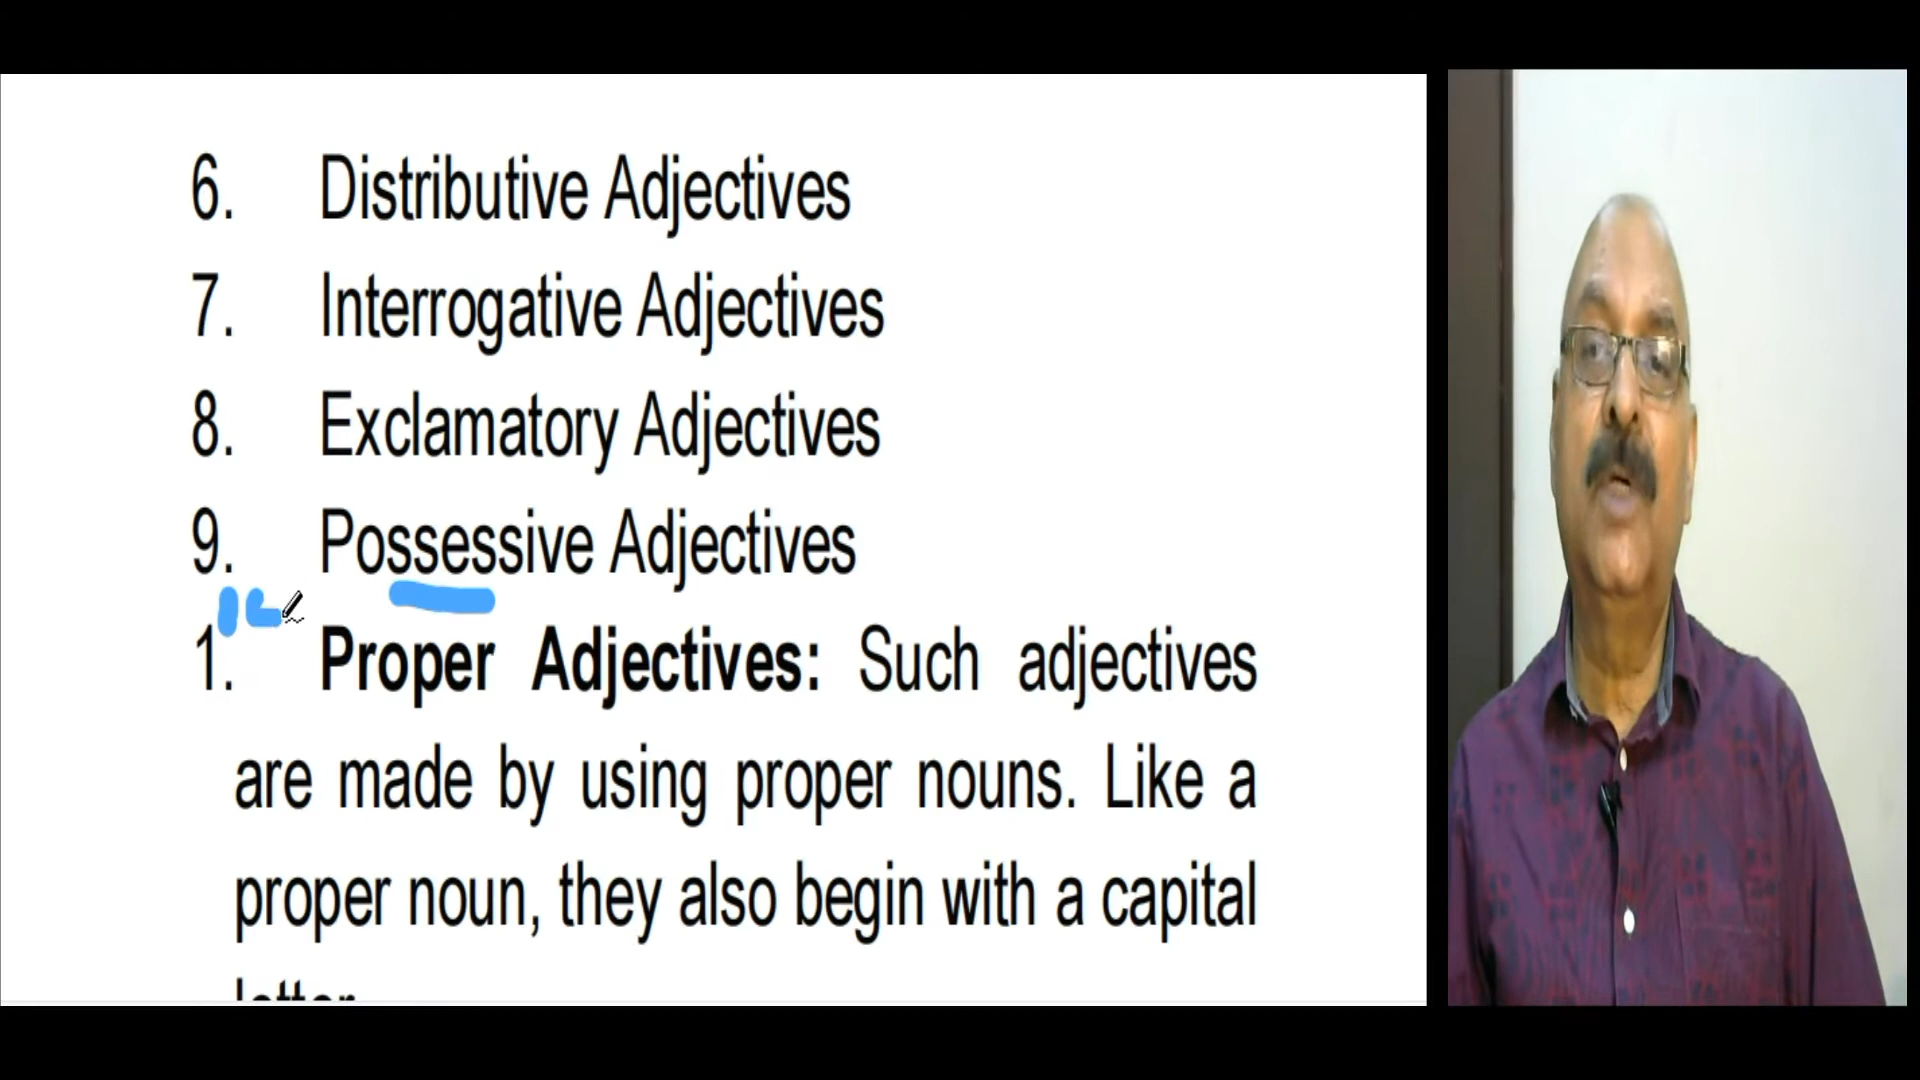 6. Distributive Adjectives
7. Interrogative Adjectives
8. Exclamatory Adjectives
9. Possessive Adjectives
1. Proper Adjectives: Such adjectives
are made by using proper nouns. Like a
proper noun, they also begin with a capital